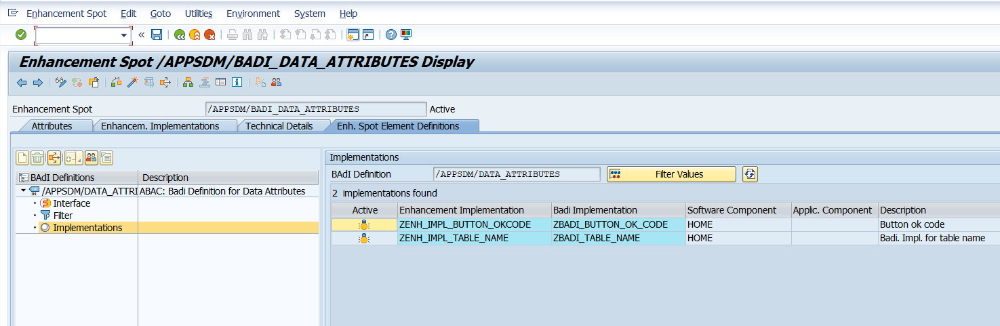 Enhancement Spot Edit Goto Utilities Environment System Help
Enhancement Spot /APPSDM/BADI_DATA_ATTRIBUTES Display
Enhancement Spot /APPSDM/BADI_DATA_ATTRIBUTES Active
Attributes Enhancem. Implementations Technical Details Enh. Spot Element Definitions
Implementations
BAdI Definition /APPSDM/DATA_ATTRIBUTES Filter Values
BAdI Definitions Description
/APPSDM/DATA_ATTRI ABAC: Badi Definition for Data Attributes
Interface
Filter
Implementations
2 implementations found
Active Enhancement Implementation Badi Implementation Software Component Applic. Component Description
ZENH_IMPL_BUTTON_OKCODE ZBADI_BUTTON_OK_CODE HOME Button ok code
ZENH_IMPL_TABLE_NAME ZBADI_TABLE_NAME HOME Badi. Impl. for table name